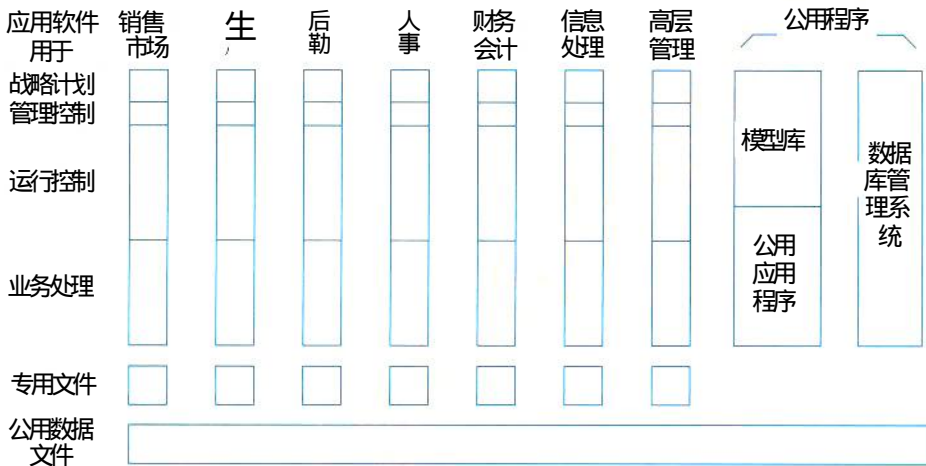 应用软件
用于
销售
市场
生
后
勤
人
事
财务
会计
信息
处理
高层
管理
公用程序
战略计划
管理控制
运行控制
业务处理
模型库
公用
应用
程序
数据
库管
理系
统
专用文件
公用数据
文件